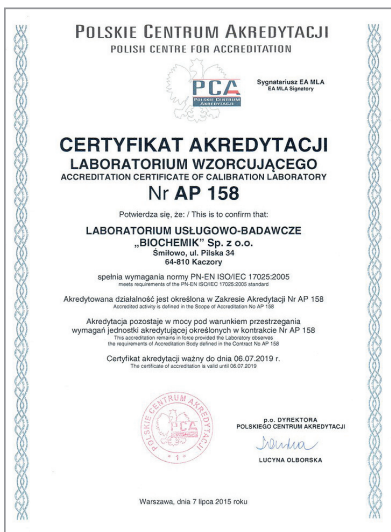 POLSKIE CENTRUM AKREDYTACJI
POLISH CENTRE FOR ACCREDITATION
PCA
POLSKIE CENTRUM
AKREDYTACJI
Sygnatariusz EA MLA
EA MLA Signatory
CERTYFIKAT AKREDYTACJI
LABORATORIUM WZORCUJĄCEGO
ACCREDITATION CERTIFICATE OF CALIBRATION LABORATORY
Nr AP 158
Potwierdza się, że: / This is to confirm that:
LABORATORIUM USŁUGOWO-BADAWCZE
„BIOCHEMIK” Sp. z o.o.
Śmiłowo, ul. Pilska 34
64-810 Kaczory
spełnia wymagania normy PN-EN ISO/IEC 17025:2005
meets requirements of the PN-EN ISO/IEC 17025:2005 standard
Akredytowana działalność jest określona w Zakresie Akredytacji Nr AP 158
Accredited activity is defined in the Scope of Accreditation No AP 158
Akredytacja pozostaje w mocy pod warunkiem przestrzegania
wymagań jednostki akredytującej określonych w kontrakcie Nr AP 158
This accreditation remains in force provided the Laboratory observes
the requirements of Accreditation Body defined in the Contract No AP 158
Certyfikat akredytacji ważny do dnia 06.07.2019 r.
The certificate of accreditation is valid until 06.07.2019
POLSKIE CENTRUM AKREDYTACJI
* 1 *
p.o. DYREKTORA
POLSKIEGO CENTRUM AKREDYTACJI
LUCYNA OLBORSKA
Warszawa, dnia 7 lipca 2015 roku